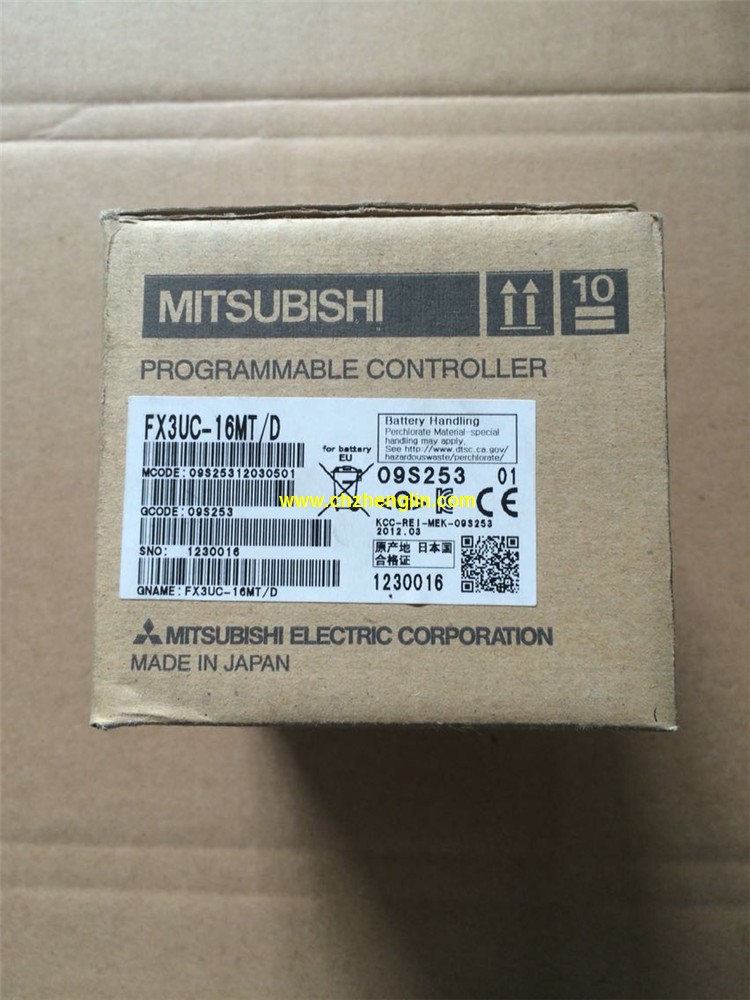 MITSUBISHI
10
PROGRAMMABLE CONTROLLER
FX3UC-16MT/D
Battery Handling
Perchlorate Material-special
handling may apply.
See http://www.dtsc.ca.gov/
hazardouswaste/perchlorate/
for battery
EU
MCODE: 09S25312030501
09S253 01
www.chzhenglin.com
CE
QCODE: 09S253
KCC-REI-MEK-09S253
2012.03
SNO: 1230016
原产地 日本国
合格证
1230016
GNAME: FX3UC-16MT/D
MITSUBISHI ELECTRIC CORPORATION
MADE IN JAPAN